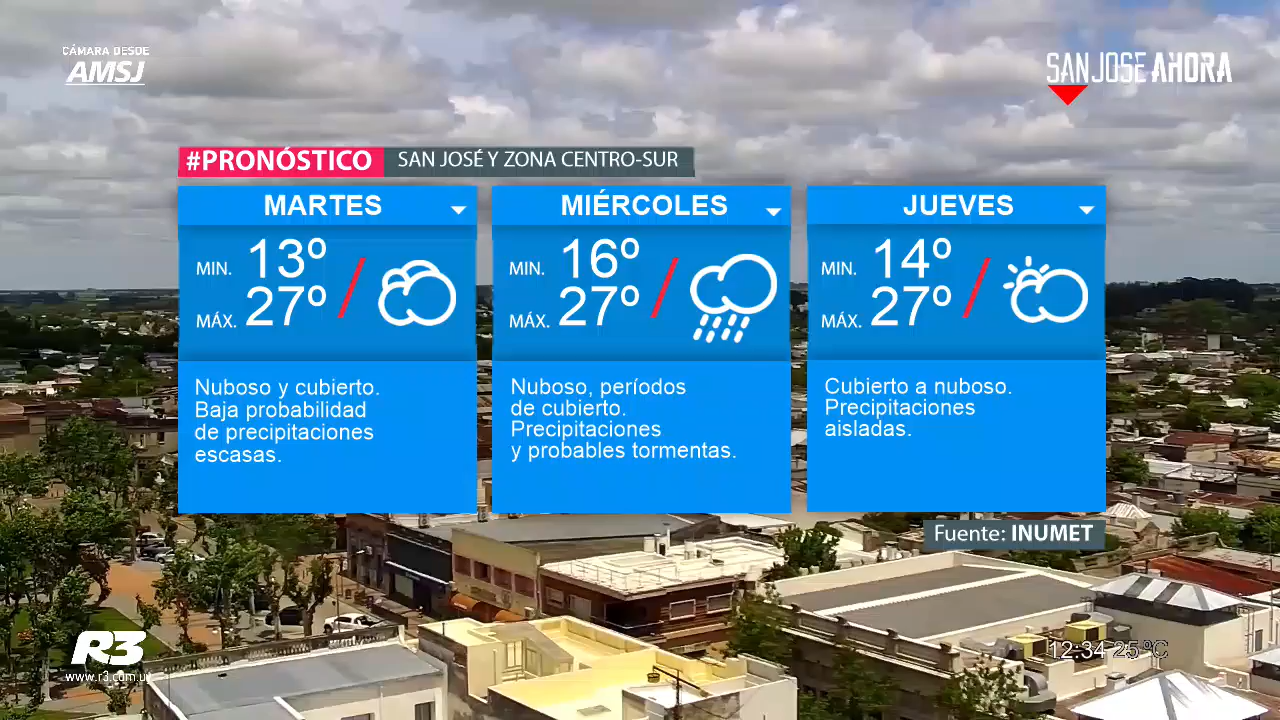 CÁMARA DESDE
AMSJ
SAN JOSE AHORA
#PRONÓSTICO SAN JOSÉ Y ZONA CENTRO-SUR
MARTES
MIN. 13º
MÁX. 27º
Nuboso y cubierto.
Baja probabilidad
de precipitaciones
escasas.
MIÉRCOLES
MIN. 16º
MÁX. 27º
Nuboso, períodos
de cubierto.
Precipitaciones
y probables tormentas.
JUEVES
MIN. 14º
MÁX. 27º
Cubierto a nuboso.
Precipitaciones
aisladas.
Fuente: INUMET
R3
www.r3.com.uy
12:34 25 ºC